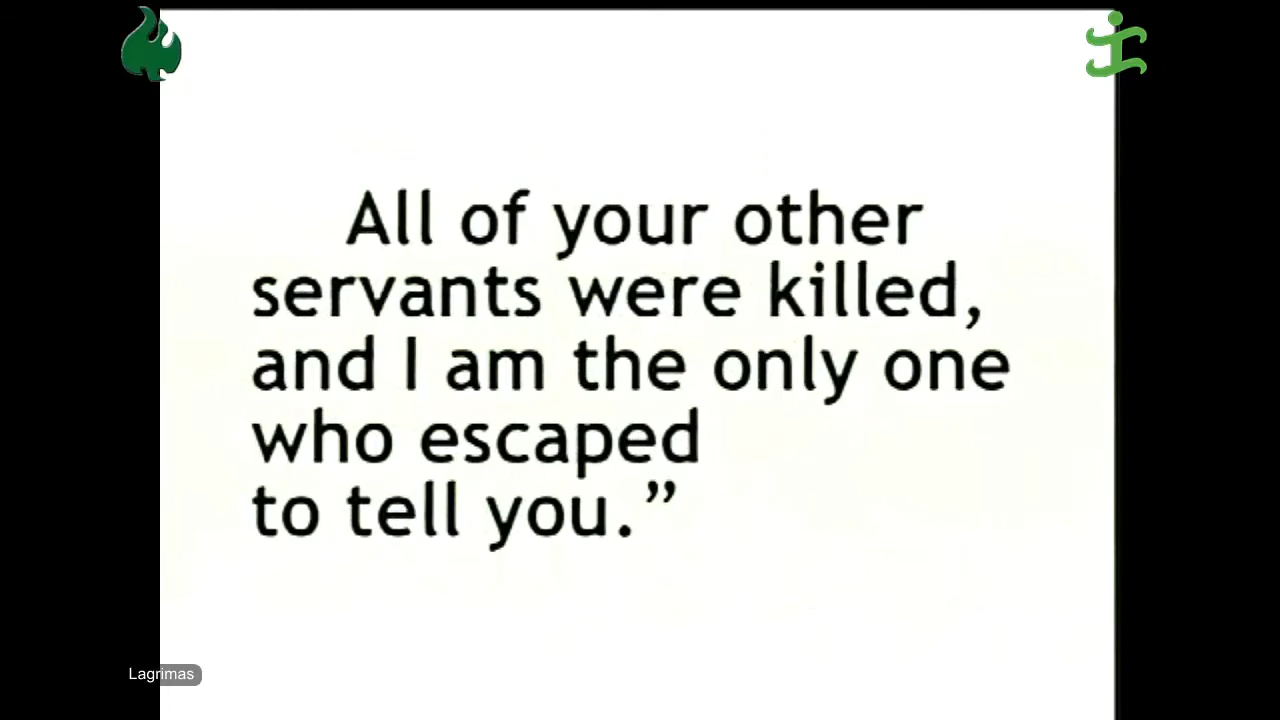 All of your other
servants were killed,
and I am the only one
who escaped
to tell you.”
Lagrimas